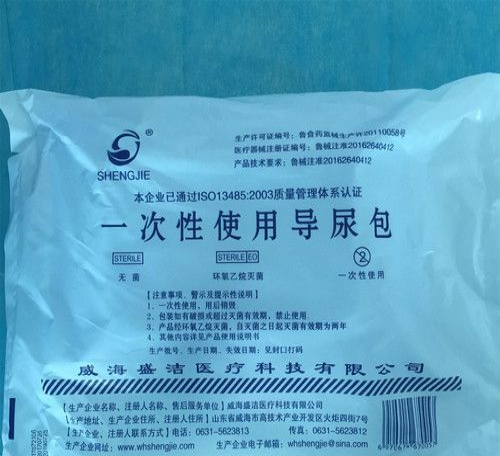 SHENGJIE
®
生产许可证编号：鲁食药监械生产许20110058号
医疗器械注册证编号：鲁械注准20162640412
产品技术要求：鲁械注准20162640412
本企业已通过ISO13485:2003质量管理体系认证
一次性使用导尿包
STERILE STERILE EO 2
无菌 环氧乙烷灭菌 一次性使用
【注意事项、警示及提示性说明】
1．一次性使用，用后销毁
2．包装如有破损或超过灭菌有效期，禁止使用．
3．产品经环氧乙烷灭菌，自灭菌之日起灭菌有效期为两年
4．其他内容详见产品使用说明书
生产批号、生产日期、失效日期：见封口打码
威海盛洁医疗科技有限公司
【生产企业名称、注册人名称、售后服务单位】威海盛洁医疗科技有限公司
【生产企业住所、生产地址、注册人住所】山东省威海市高技术产业开发区火炬四街7号
【生产企业、注册人联系方式】电话：0631-5623813 传真：0631-5623812
生产企业网址：www.whshengjie.com 生产企业电子邮箱：whshengjie@sina.com